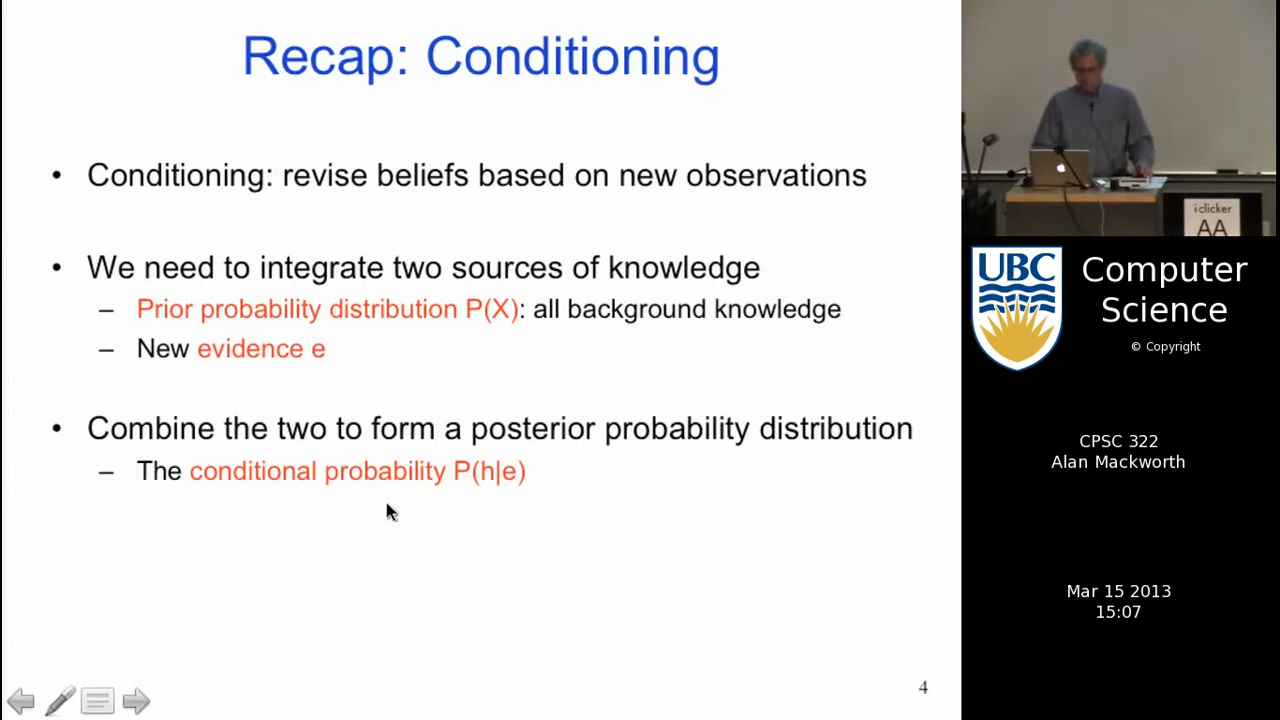 Recap: Conditioning
• Conditioning: revise beliefs based on new observations
• We need to integrate two sources of knowledge
– Prior probability distribution P(X): all background knowledge
– New evidence e
• Combine the two to form a posterior probability distribution
– The conditional probability P(h|e)
4
i-clicker
AA
UBC
Computer
Science
© Copyright
CPSC 322
Alan Mackworth
Mar 15 2013
15:07